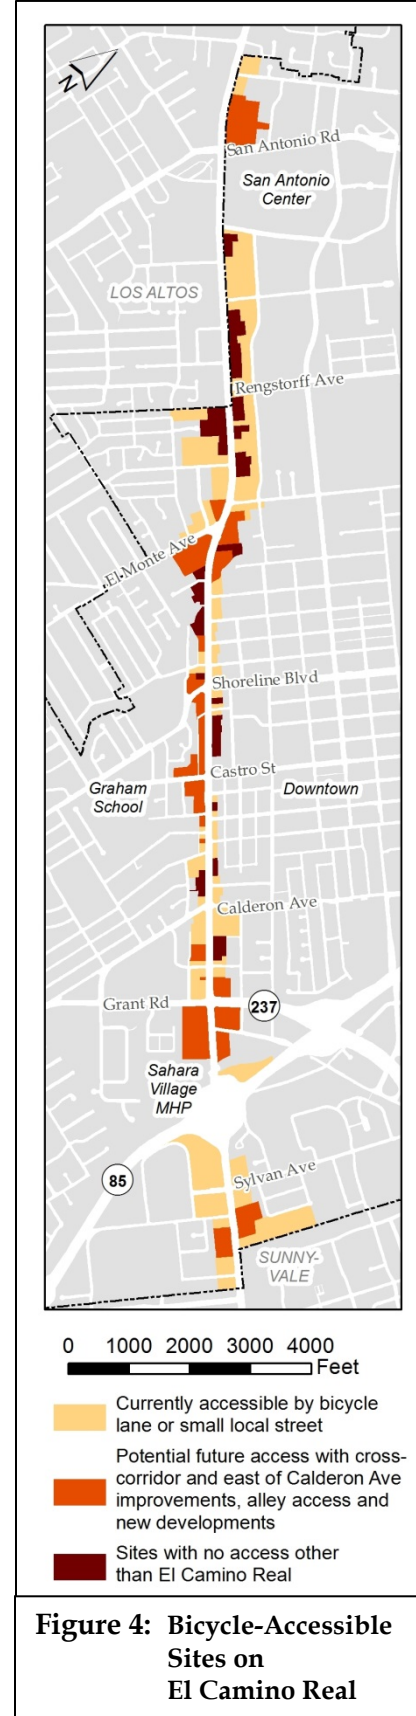 N
San Antonio Rd
San Antonio
Center
LOS ALTOS
Rengstorff Ave
El Monte Ave
Shoreline Blvd
Castro St
Graham
School
Downtown
Calderon Ave
Grant Rd
237
Sahara
Village
MHP
85
Sylvan Ave
SUNNY-
VALE
0 1000 2000 3000 4000
Feet
Currently accessible by bicycle
lane or small local street
Potential future access with cross-
corridor and east of Calderon Ave
improvements, alley access and
new developments
Sites with no access other
than El Camino Real
Figure 4: Bicycle-Accessible
Sites on
El Camino Real